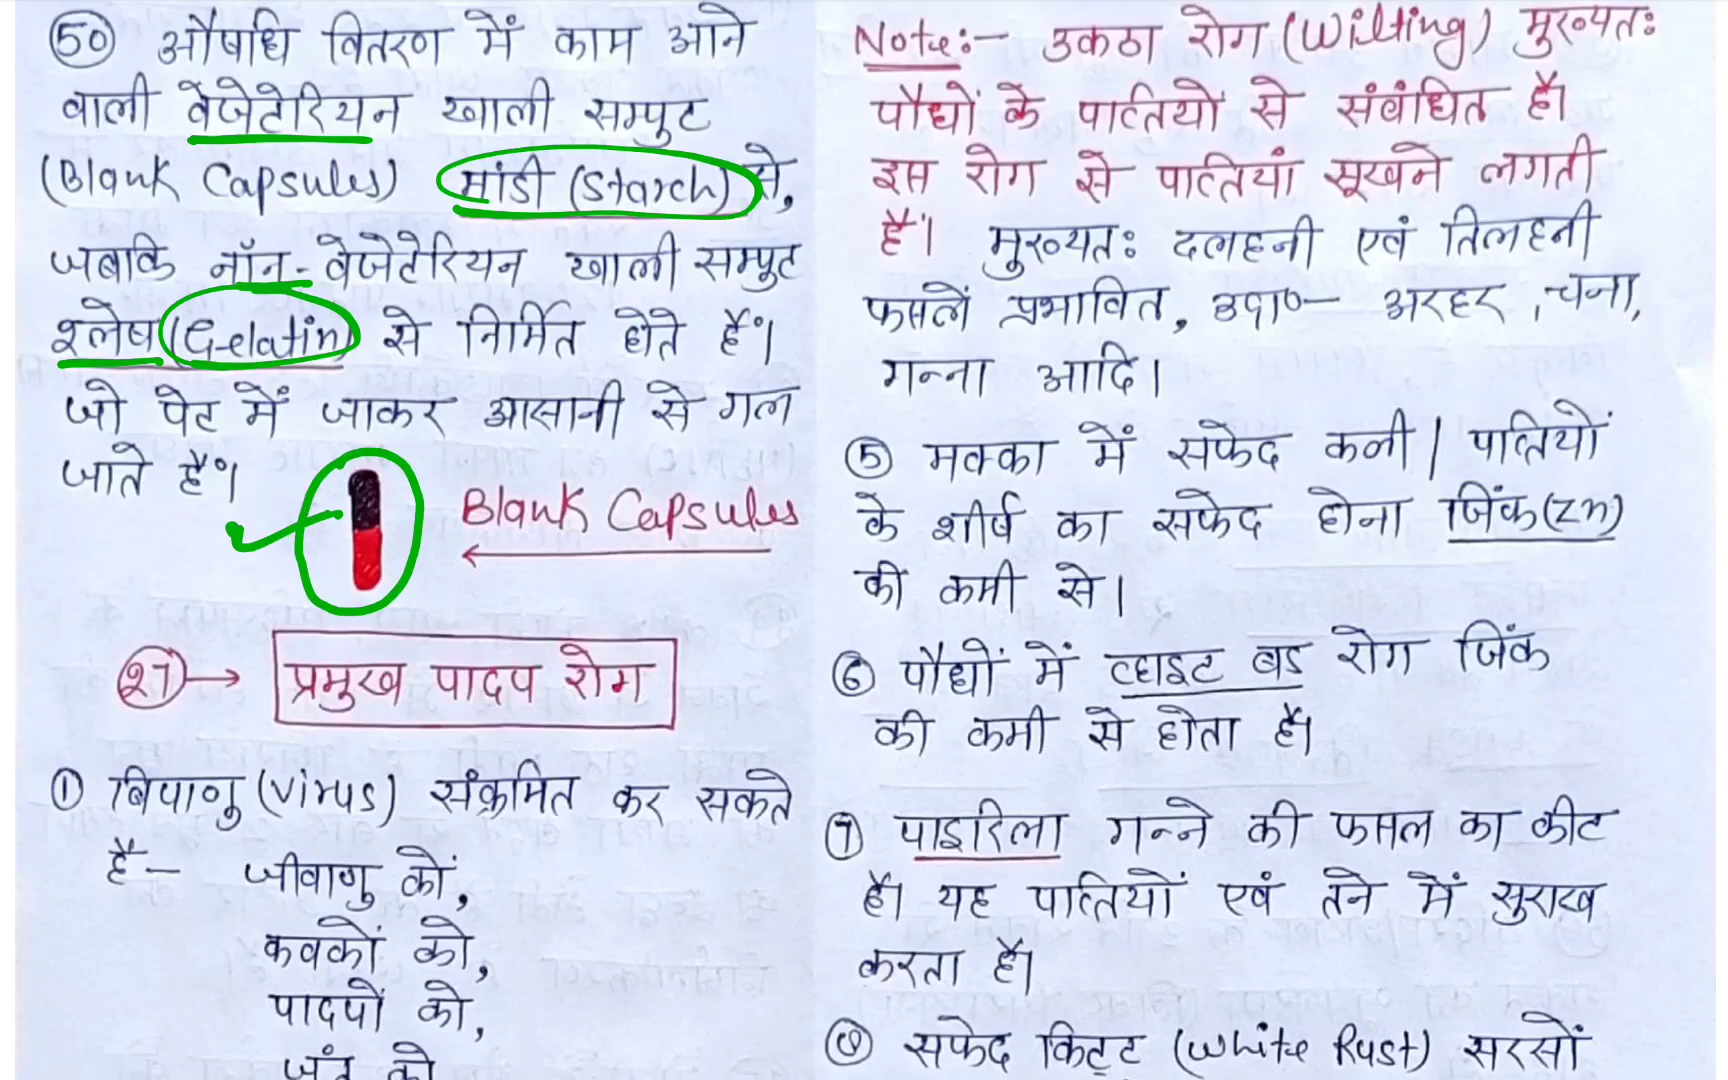 50 औषधि वितरण में काम आने
वाली वेजेटेरियन खाली सम्पुट
(Blank Capsules) मांडी (Starch) से,
जबकि नॉन-वेजेटेरियन खाली सम्पुट
श्लेष (Gelatin) से निर्मित होते हैं।
जो पेट में जाकर आसानी से गल
जाते हैं।
Blank Capsules
27 → प्रमुख पादप रोग
① विषाणु (Virus) संक्रमित कर सकते
हैं — जीवाणु को,
कवकों को,
पादपों को,
जंतु को
Note:- उकठा रोग (Wilting) मुख्यतः
पौधों के पत्तियों से संबंधित है।
इस रोग से पत्तियां सूखने लगती
हैं। मुख्यतः दलहनी एवं तिलहनी
फसलें प्रभावित, उदा०— अरहर, चना,
गन्ना आदि।
⑤ मक्का में सफेद कली / पत्तियों
के शीर्ष का सफेद होना जिंक (Zn)
की कमी से।
⑥ पौधों में व्हाइट बड रोग जिंक
की कमी से होता है।
⑦ पाइरिला गन्ने की फसल का कीट
है। यह पत्तियों एवं तने में सुराख
करता है।
⑧ सफेद किट्ट (White Rust) सरसों